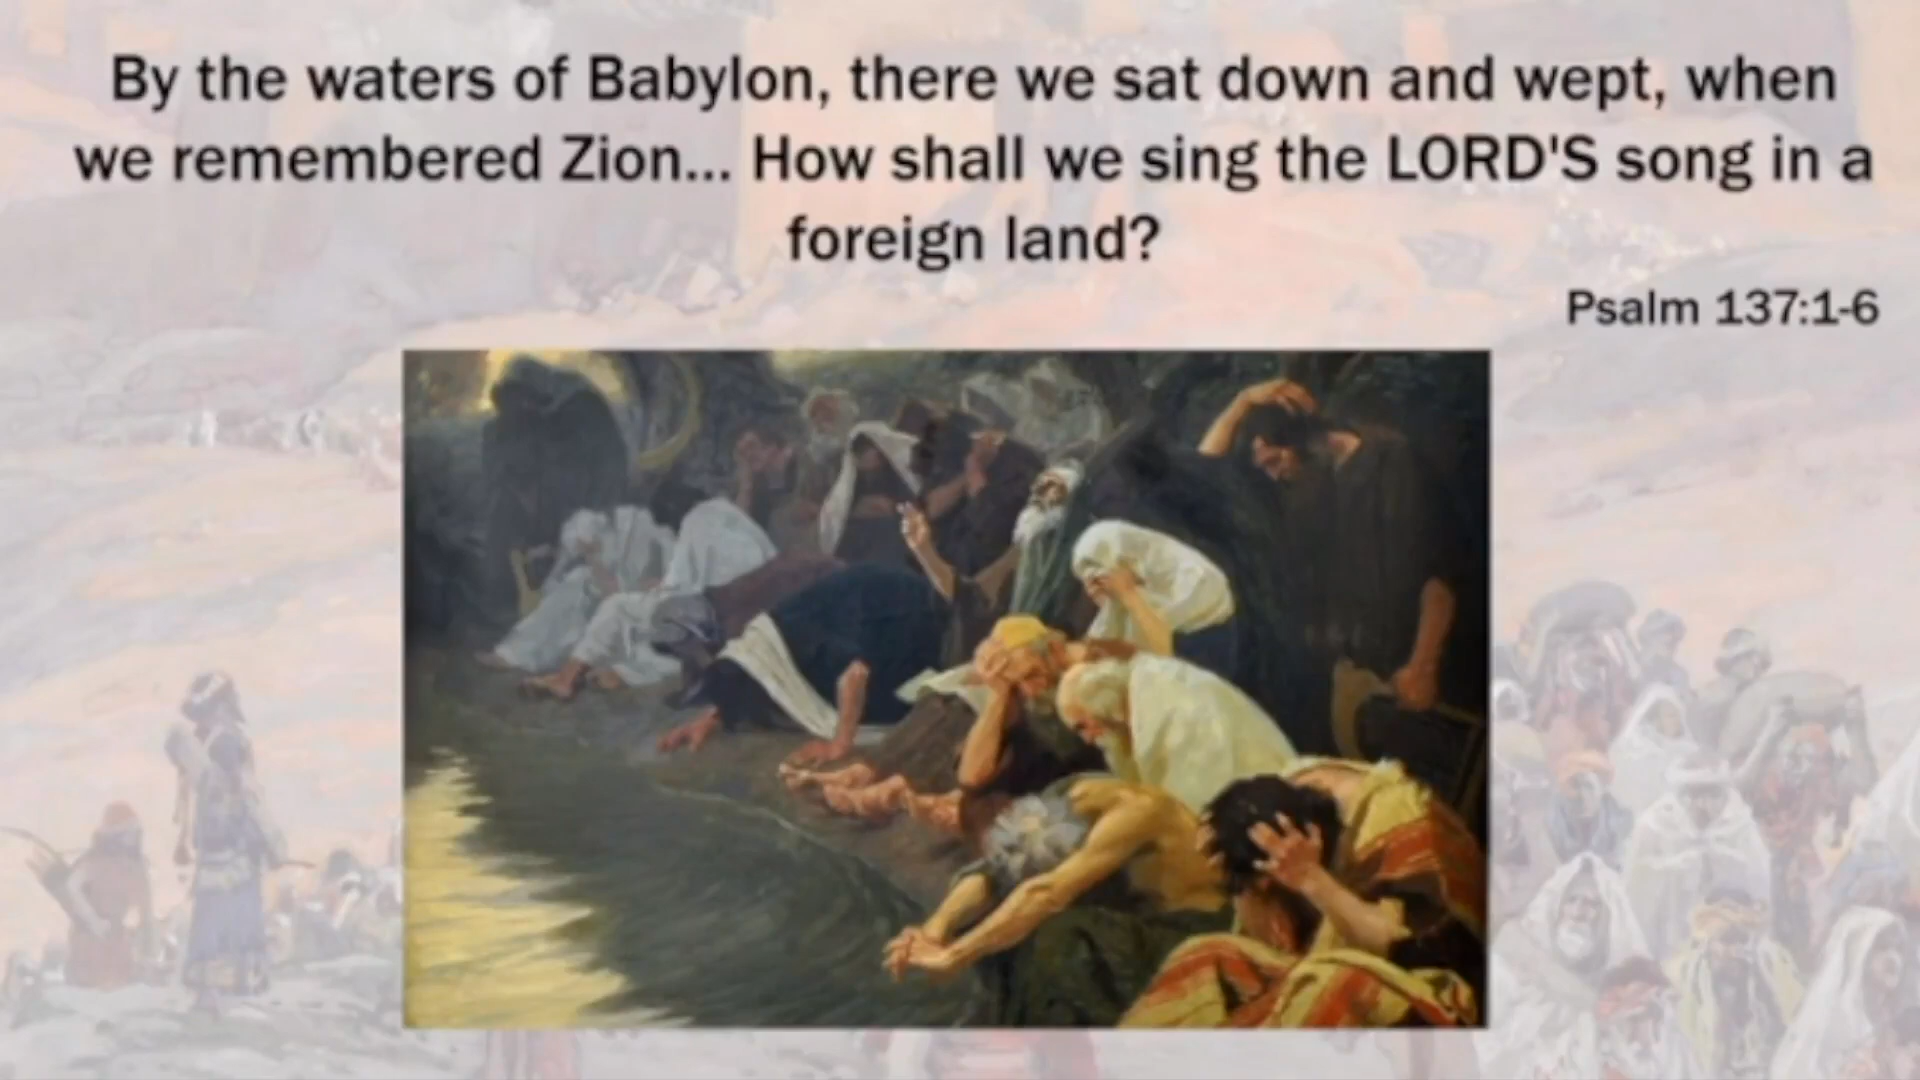 By the waters of Babylon, there we sat down and wept, when
we remembered Zion... How shall we sing the LORD'S song in a
foreign land?
Psalm 137:1-6